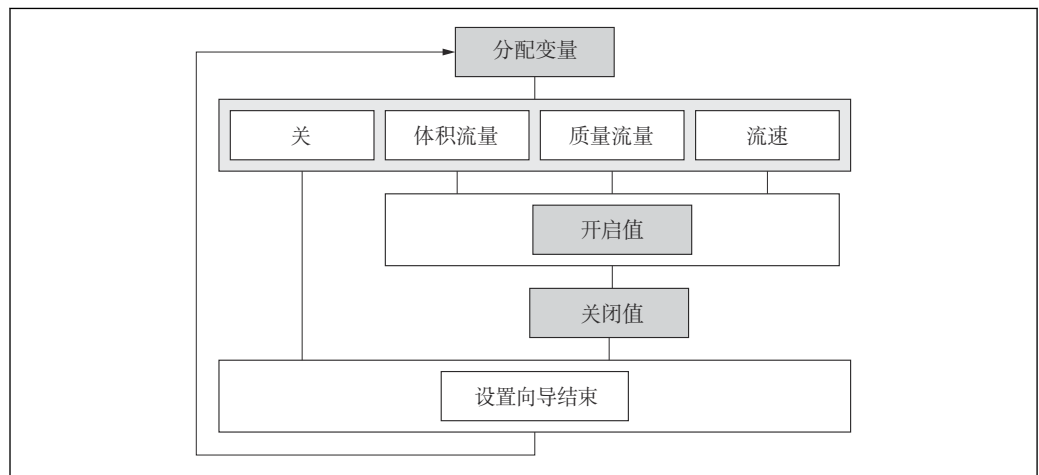 分配变量
关
体积流量
质量流量
流速
开启值
关闭值
设置向导结束